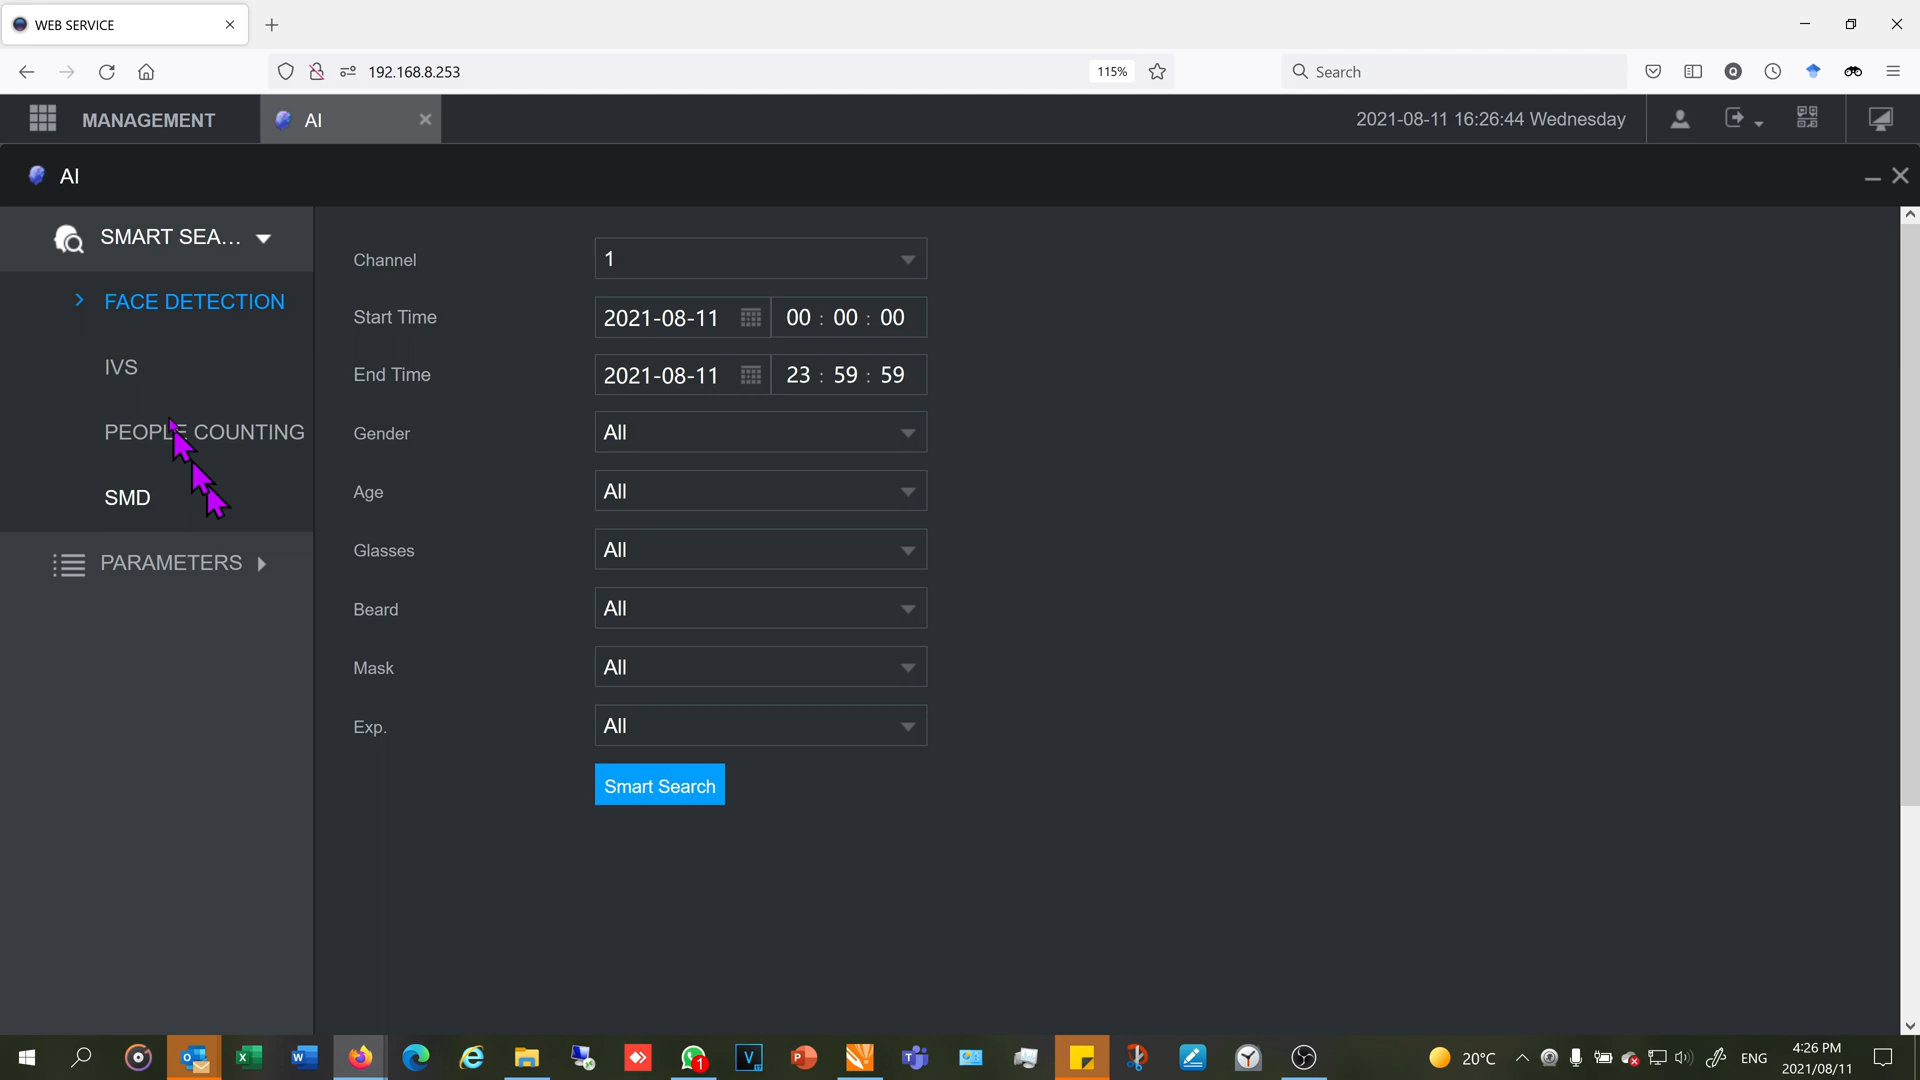 WEB SERVICE
192.168.8.253
115%
Search
MANAGEMENT
AI
2021-08-11 16:26:44 Wednesday
AI
SMART SEA...
FACE DETECTION
IVS
PEOPLE COUNTING
SMD
PARAMETERS
Channel
1
Start Time
2021-08-11
00 : 00 : 00
End Time
2021-08-11
23 : 59 : 59
Gender
All
Age
All
Glasses
All
Beard
All
Mask
All
Exp.
All
Smart Search
20°C
ENG
4:26 PM
2021/08/11